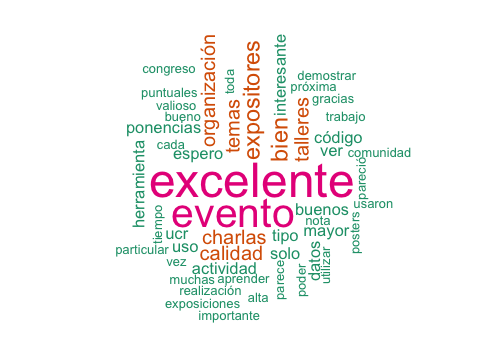 congreso
organización
temas
toda
expositores
interesante
demostrar
puntuales
próxima
gracias
valioso
bueno
bien
talleres
trabajo
ponencias
código
cada
espero
ver
comunidad
herramienta
apareció
excelente
evento
buenos
usaron
tiempo
ucr
charlas
tipo
nota
mayor
posters
particular
uso
calidad
solo
datos
utilizar
vez
actividad
parece
poder
muchas
aprender
realización
alta
exposiciones
importante